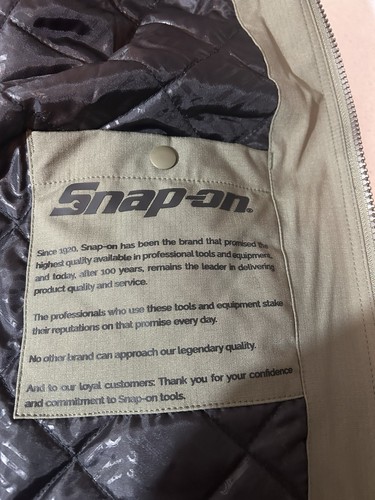 Snap-on®
Since 1920, Snap-on has been the brand that promised the
highest quality available in professional tools and equipment,
and today, after 100 years, remains the leader in delivering
product quality and service.
The professionals who use these tools and equipment stake
their reputations on that promise every day.
No other brand can approach our legendary quality.
And to our loyal customers: Thank you for your confidence
and commitment to Snap-on tools.